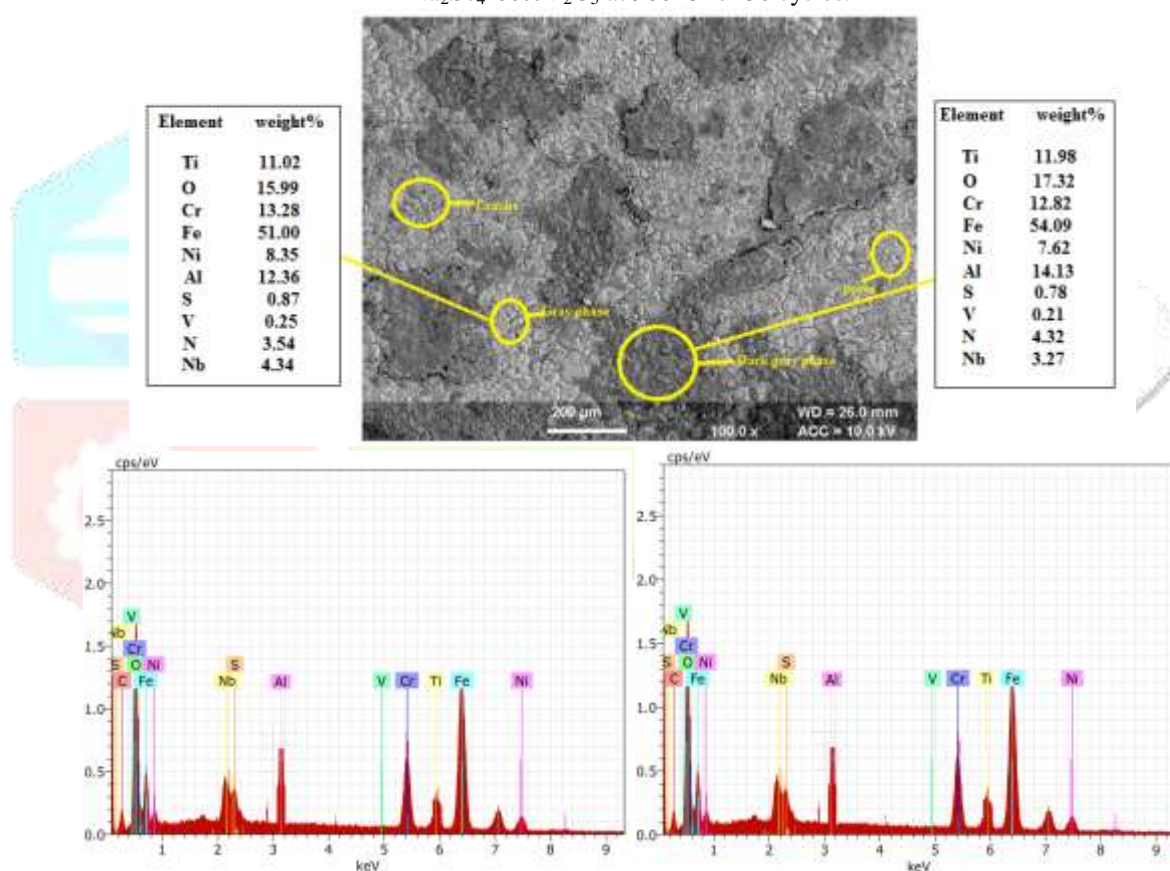 Element weight%
Ti 11.02
O 15.99
Cr 13.28
Fe 51.00
Ni 8.35
Al 12.36
S 0.87
V 0.25
N 3.54
Nb 4.34
Gray phase
Dark gray phase
200 µm
100.0 x
WD = 26.0 mm
ACC = 10.0 kV
Element weight%
Ti 11.98
O 17.32
Cr 12.82
Fe 54.09
Ni 7.62
Al 14.13
S 0.78
V 0.21
N 4.32
Nb 3.27
cps/eV
2.5
2.0
1.5
1.0
0.5
0.0
V
Nb Cr
S O Ni S
C Fe Nb Al V Cr Ti Fe Ni
1 2 3 4 5 6 7 8 9
keV
cps/eV
2.5
2.0
1.5
1.0
0.5
0.0
V
Nb Cr
S O Ni S
C Fe Nb Al V Cr Ti Fe Ni
1 2 3 4 5 6 7 8 9
keV